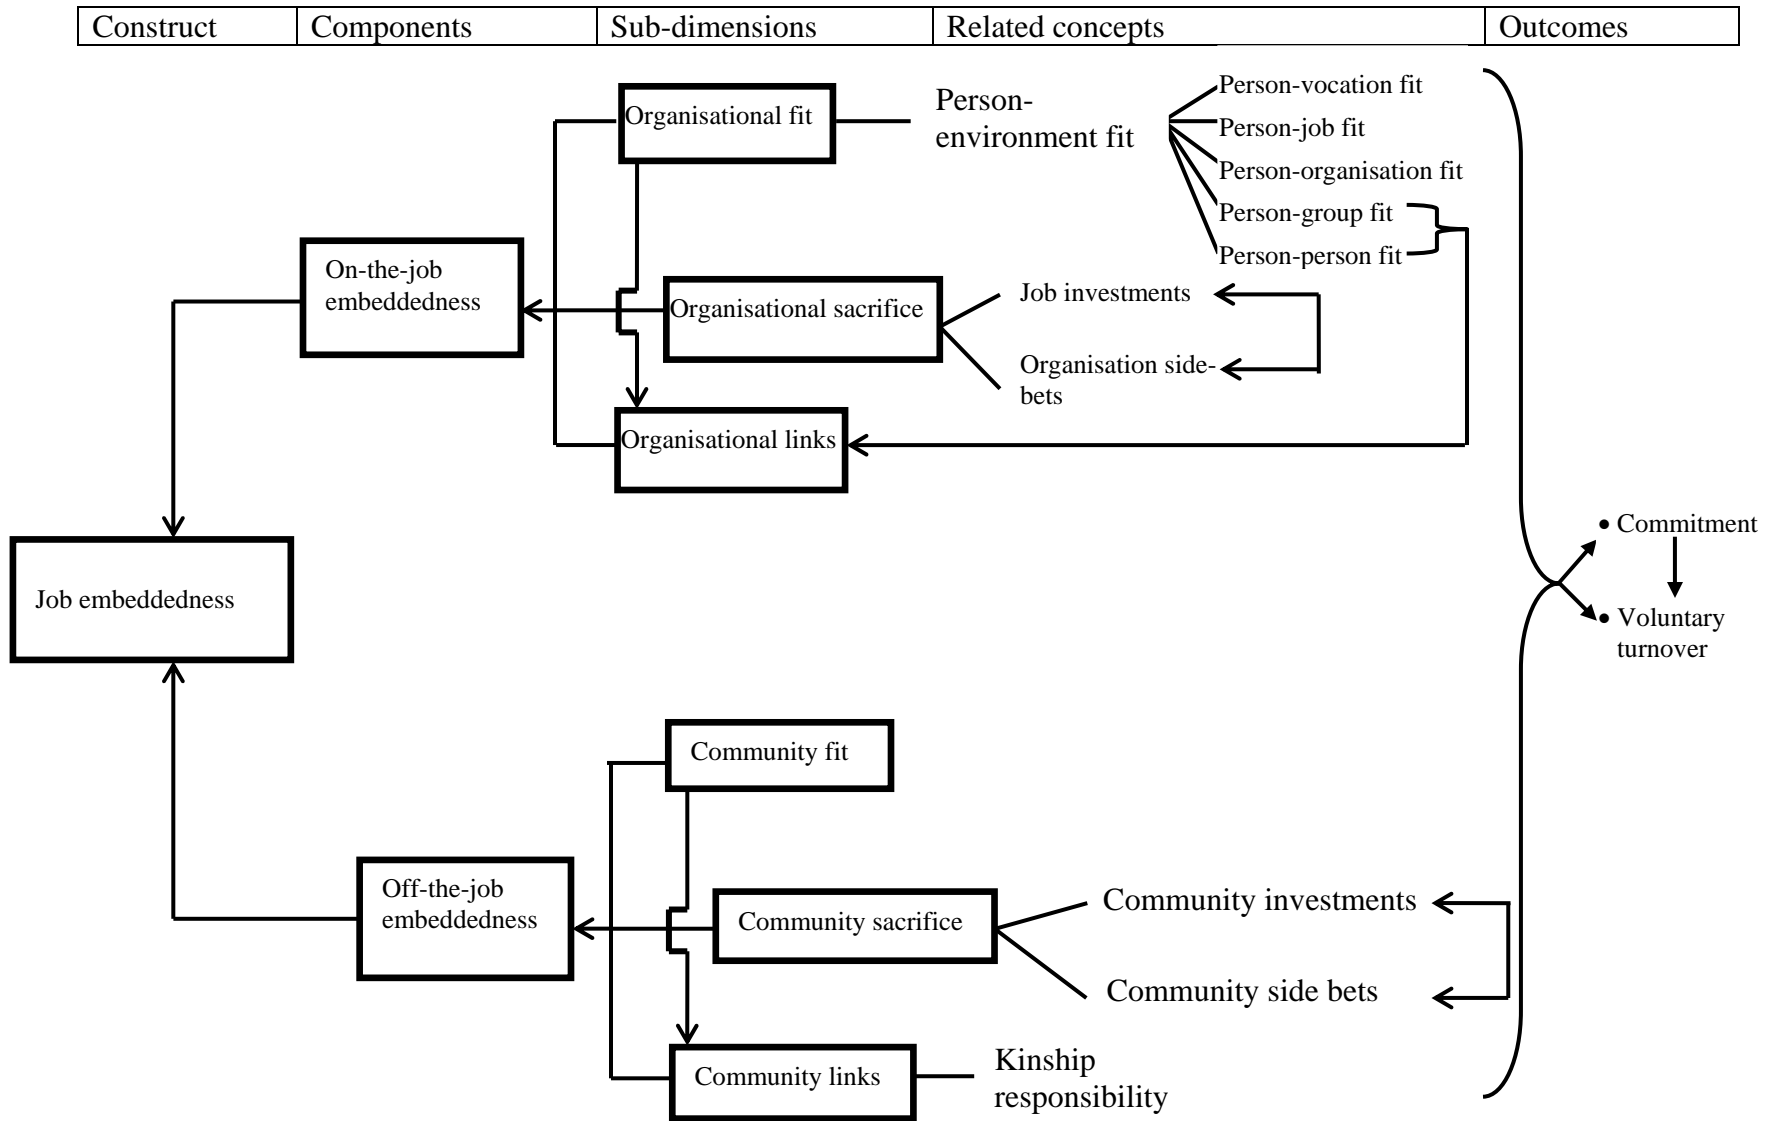 Construct
Components
Sub-dimensions
Related concepts
Outcomes
Organisational fit
Person-
environment fit
Person-vocation fit
Person-job fit
Person-organisation fit
Person-group fit
Person-person fit
On-the-job
embeddedness
Organisational sacrifice
Job investments
Organisation side-
bets
Organisational links
Job embeddedness
• Commitment
• Voluntary
turnover
Community fit
Off-the-job
embeddedness
Community sacrifice
Community investments
Community side bets
Community links
Kinship
responsibility